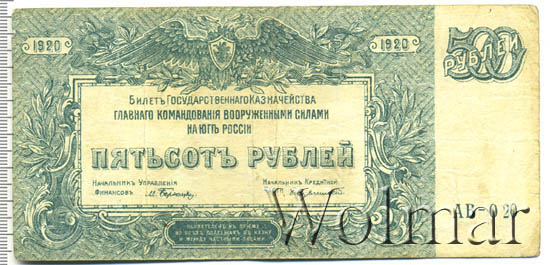 1920
1920
500
РУБЛЕЙ
БИЛЕТЪ ГОСУДАРСТВЕННАГО КАЗНАЧЕЙСТВА
ГЛАВНАГО КОМАНДОВАНІЯ ВООРУЖЕННЫМИ СИЛАМИ
НА ЮГѢ РОССІИ
ПЯТЬСОТЪ РУБЛЕЙ
НАЧАЛЬНИКЪ УПРАВЛЕНІЯ
ФИНАНСОВЪ
НАЧАЛЬНИКЪ КРЕДИТНОЙ
АВ-020
Wolmar